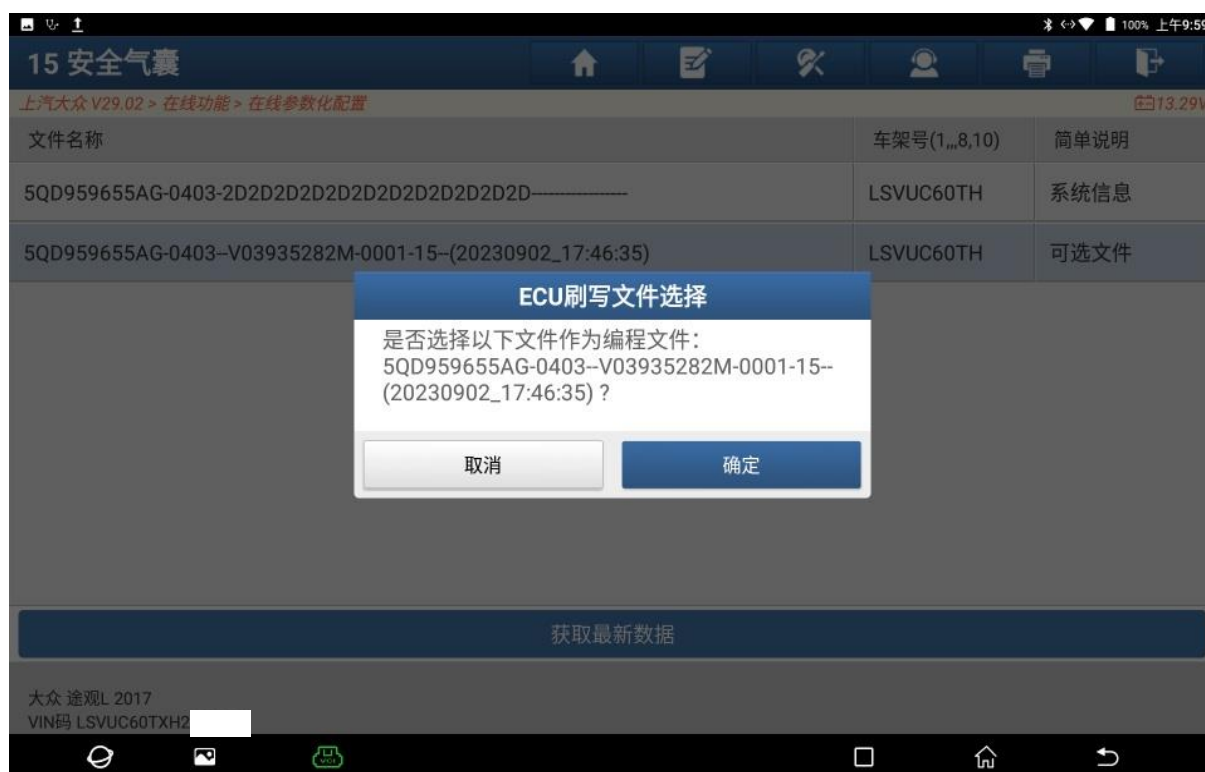 100% 上午9:59
15 安全气囊
上汽大众 V29.02 > 在线功能 > 在线参数化配置
13.29V
文件名称 车架号(1,,,8,10) 简单说明
5QD959655AG-0403-2D2D2D2D2D2D2D2D2D2D2D2D---------------- LSVUC60TH 系统信息
5QD959655AG-0403--V03935282M-0001-15--(20230902_17:46:35) LSVUC60TH 可选文件
ECU刷写文件选择
是否选择以下文件作为编程文件：
5QD959655AG-0403--V03935282M-0001-15--
(20230902_17:46:35) ?
取消 确定
获取最新数据
大众 途观L 2017
VIN码 LSVUC60TXH2
VCI